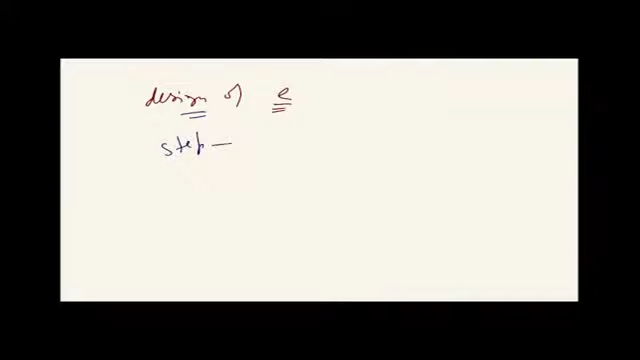 design of e
step —